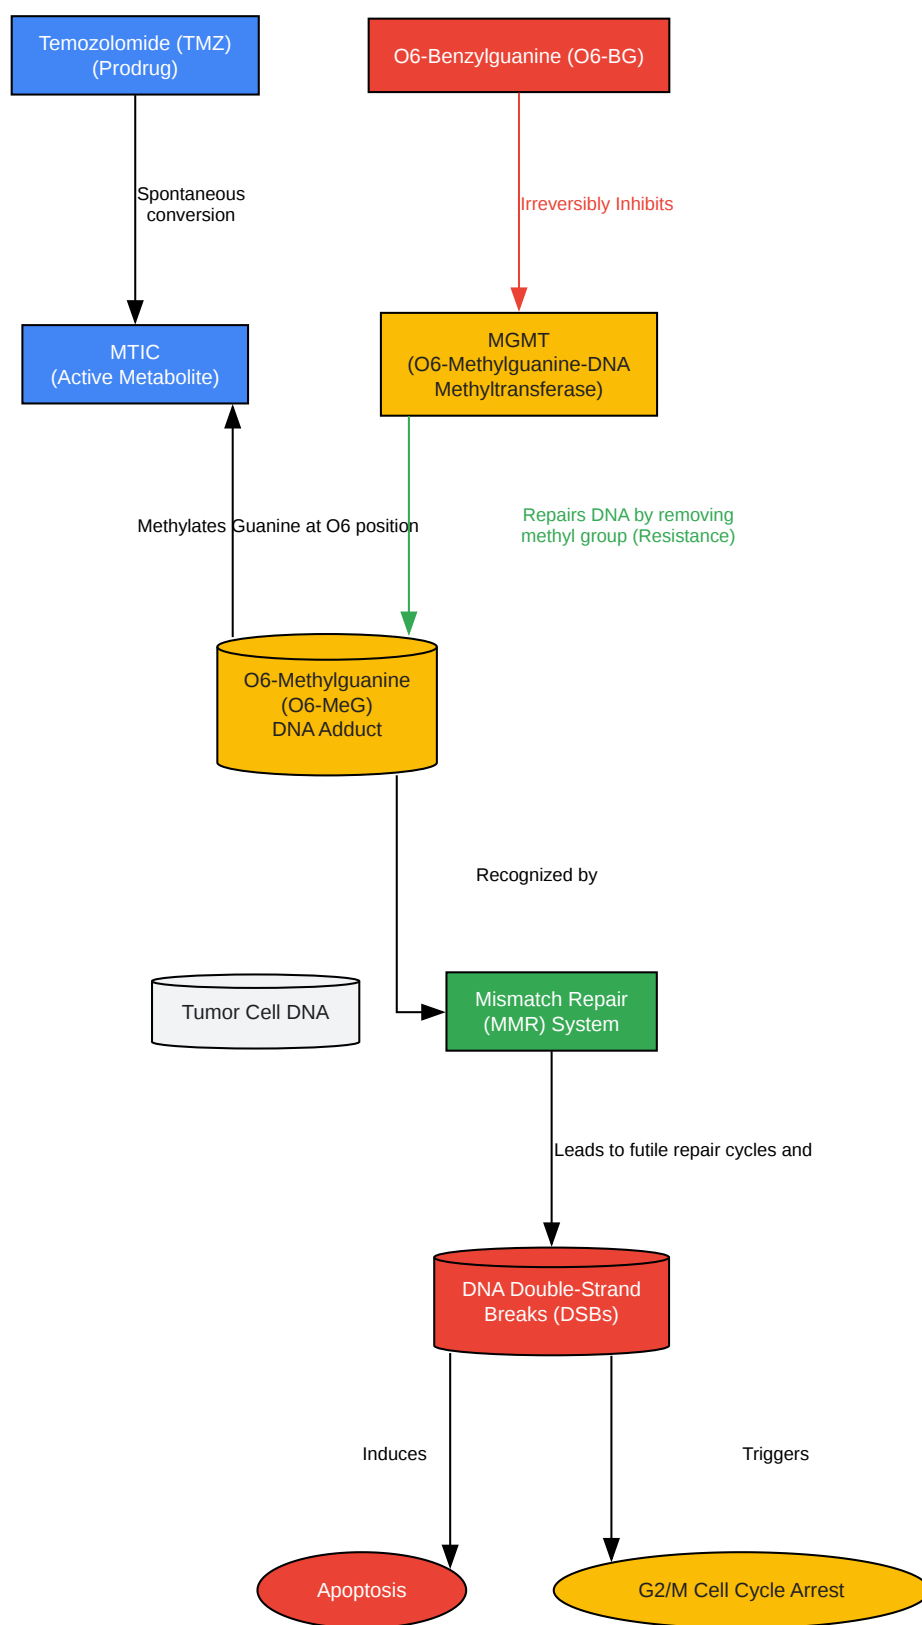 Temozolomide (TMZ)
(Prodrug)
O6-Benzylguanine (O6-BG)
Spontaneous
conversion
Irreversibly Inhibits
MTIC
(Active Metabolite)
MGMT
(O6-Methylguanine-DNA
Methyltransferase)
Methylates Guanine at O6 position
Repairs DNA by removing
methyl group (Resistance)
O6-Methylguanine
(O6-MeG)
DNA Adduct
Recognized by
Tumor Cell DNA
Mismatch Repair
(MMR) System
Leads to futile repair cycles and
DNA Double-Strand
Breaks (DSBs)
Induces
Triggers
Apoptosis
G2/M Cell Cycle Arrest